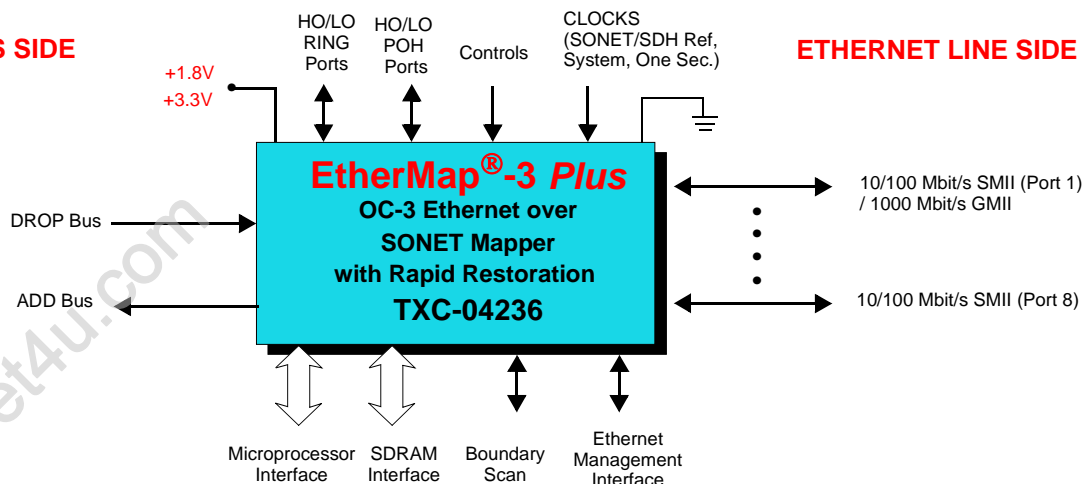 HO/LO
RING
Ports
HO/LO
POH
Ports
Controls
CLOCKS
(SONET/SDH Ref,
System, One Sec.)
SIDE
ETHERNET LINE SIDE
+1.8V
+3.3V
EtherMap®-3 Plus
OC-3 Ethernet over
SONET Mapper
with Rapid Restoration
TXC-04236
DROP Bus
ADD Bus
10/100 Mbit/s SMII (Port 1)
/ 1000 Mbit/s GMII
10/100 Mbit/s SMII (Port 8)
Microprocessor
Interface
SDRAM
Interface
Boundary
Scan
Ethernet
Management
Interface
et4u.com